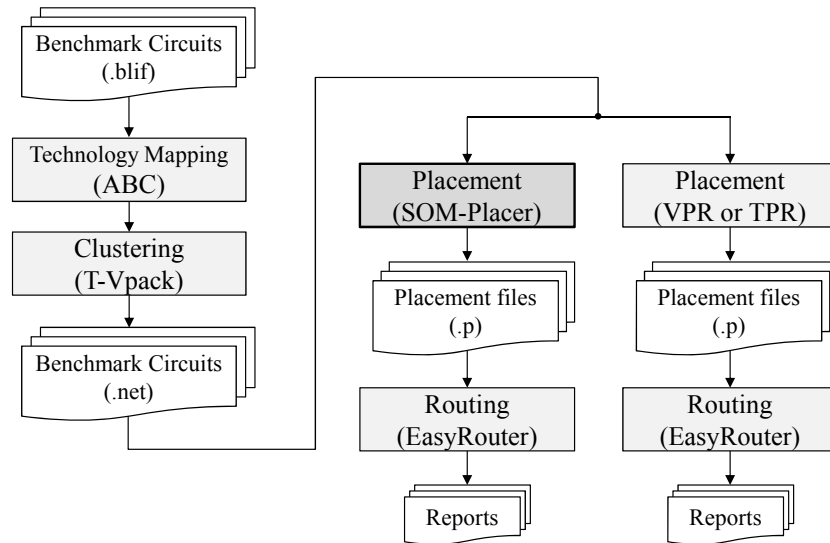 Benchmark Circuits
(.blif)
Technology Mapping
(ABC)
Clustering
(T-Vpack)
Benchmark Circuits
(.net)
Placement
(SOM-Placer)
Placement files
(.p)
Routing
(EasyRouter)
Reports
Placement
(VPR or TPR)
Placement files
(.p)
Routing
(EasyRouter)
Reports